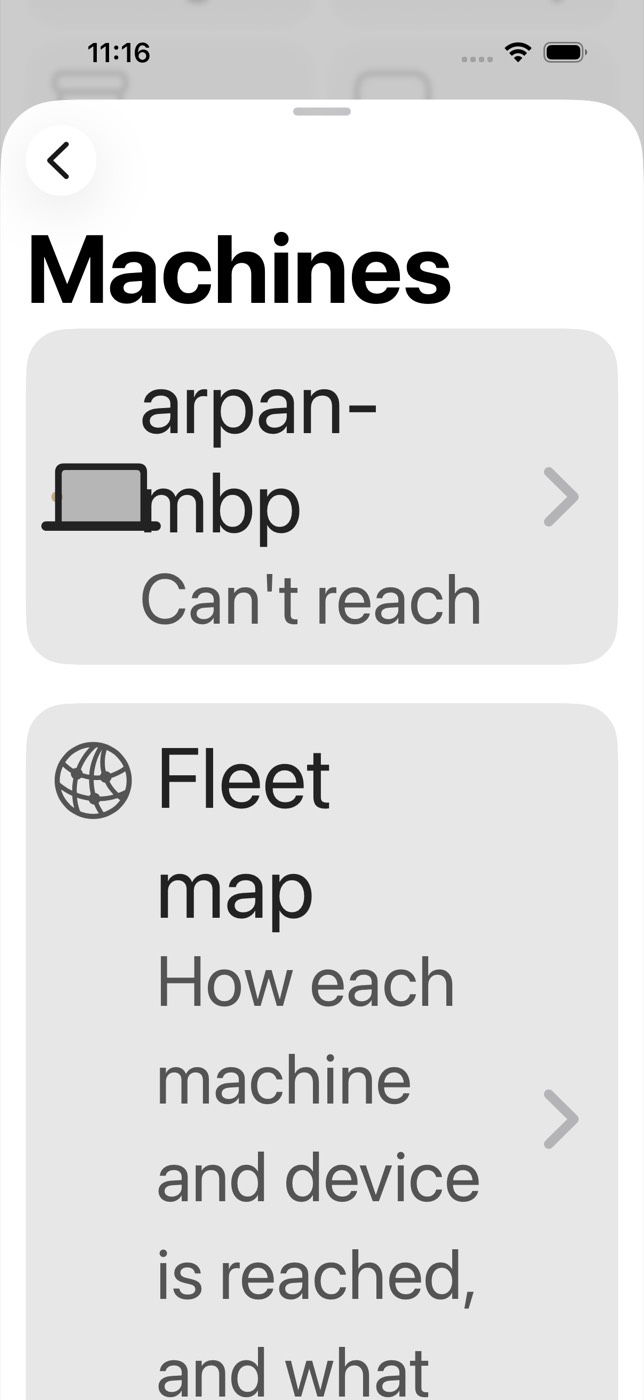 11:16
Machines
arpan-
mbp
Can't reach
Fleet
map
How each
machine
and device
is reached,
and what